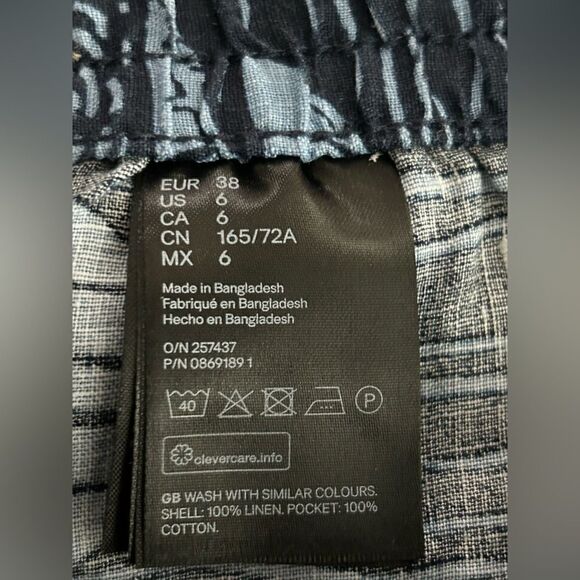 EUR 38
US 6
CA 6
CN 165/72A
MX 6
Made in Bangladesh
Fabriqué en Bangladesh
Hecho en Bangladesh
O/N 257437
P/N 0869189 1
40 P
clevercare.info
GB WASH WITH SIMILAR COLOURS.
SHELL: 100% LINEN. POCKET: 100%
COTTON.